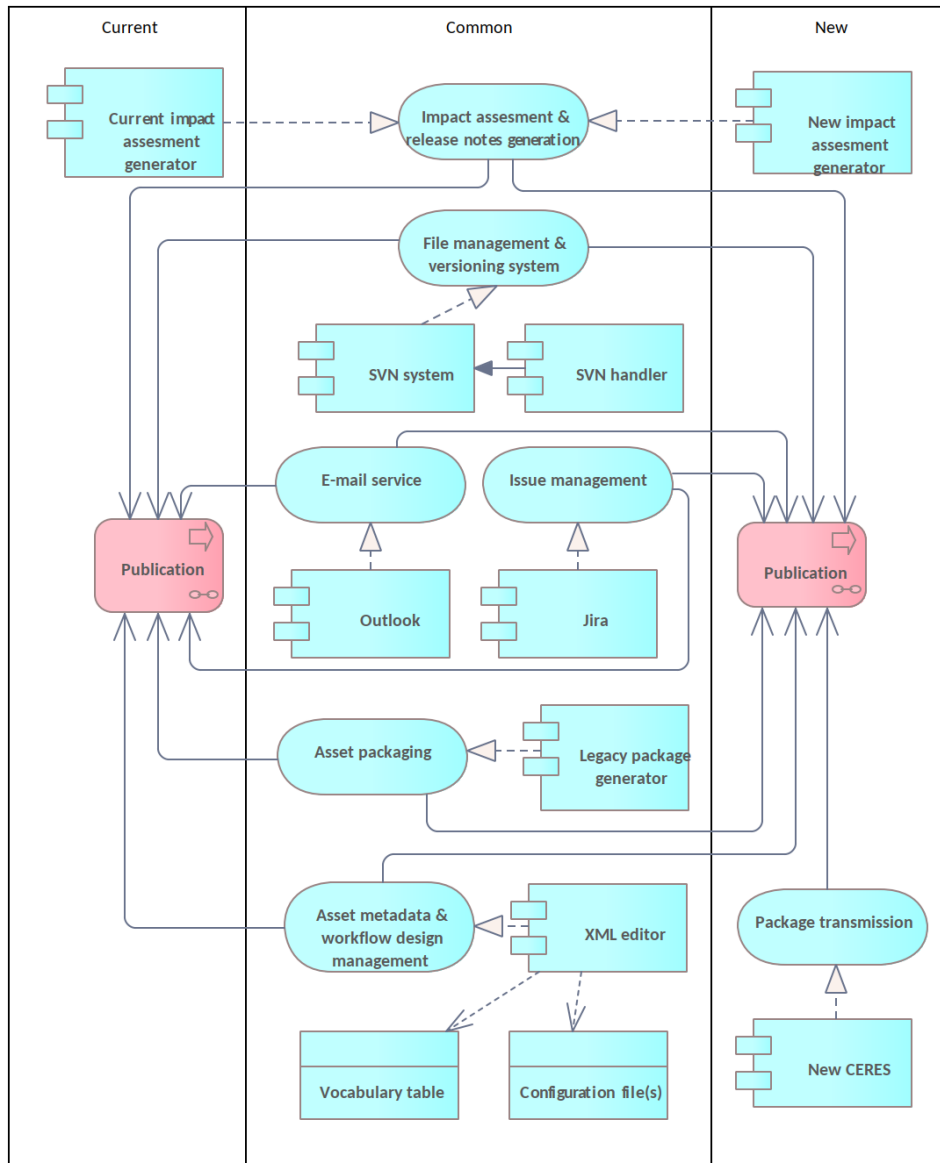 Current
Common
New
Current impact
assesment
generator
Impact assesment &
release notes generation
New impact
assesment
generator
File management &
versioning system
SVN system
SVN handler
E-mail service
Issue management
Publication
Publication
Outlook
Jira
Asset packaging
Legacy package
generator
Asset metadata &
workflow design
management
XML editor
Package transmission
Vocabulary table
Configuration file(s)
New CERES